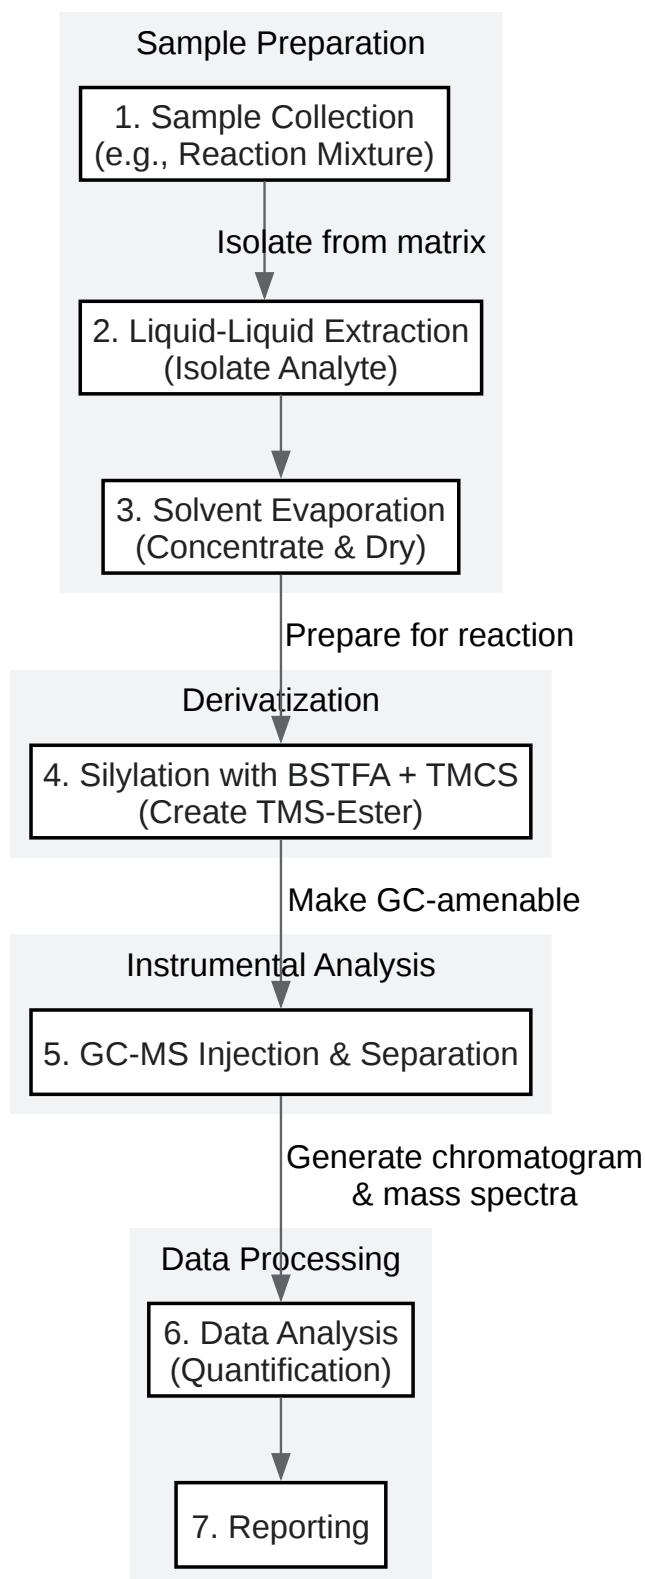 Sample Preparation
1. Sample Collection
(e.g., Reaction Mixture)
Isolate from matrix
2. Liquid-Liquid Extraction
(Isolate Analyte)
3. Solvent Evaporation
(Concentrate & Dry)
Prepare for reaction
Derivatization
4. Silylation with BSTFA + TMCS
(Create TMS-Ester)
Make GC-amenable
Instrumental Analysis
5. GC-MS Injection & Separation
Generate chromatogram
& mass spectra
Data Processing
6. Data Analysis
(Quantification)
7. Reporting